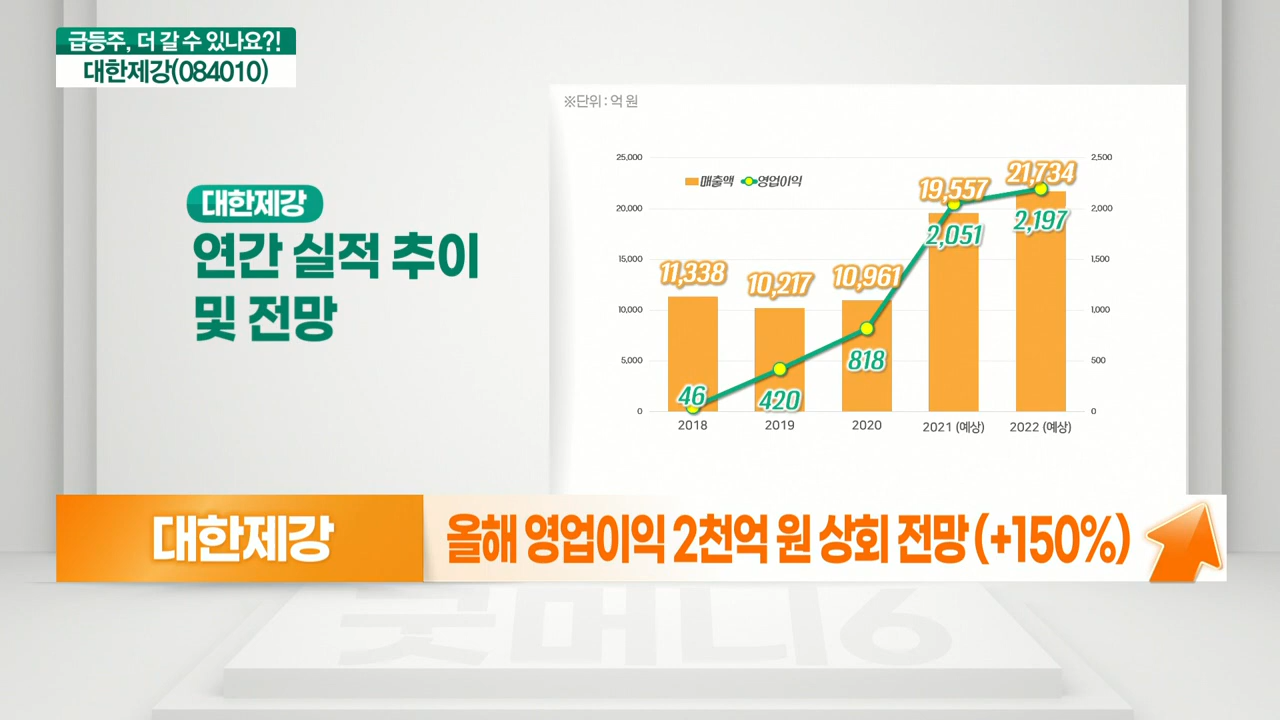 급등주, 더 갈 수 있나요?!
대한제강(084010)
※단위 : 억 원
대한제강
연간 실적 추이
및 전망
매출액 영업이익
25,000
20,000
15,000
10,000
5,000
0
2,500
2,000
1,500
1,000
500
0
11,338
10,217
10,961
19,557
21,734
46
420
818
2,051
2,197
2018 2019 2020 2021 (예상) 2022 (예상)
대한제강
올해 영업이익 2천억 원 상회 전망 (+150%)
굿머니6